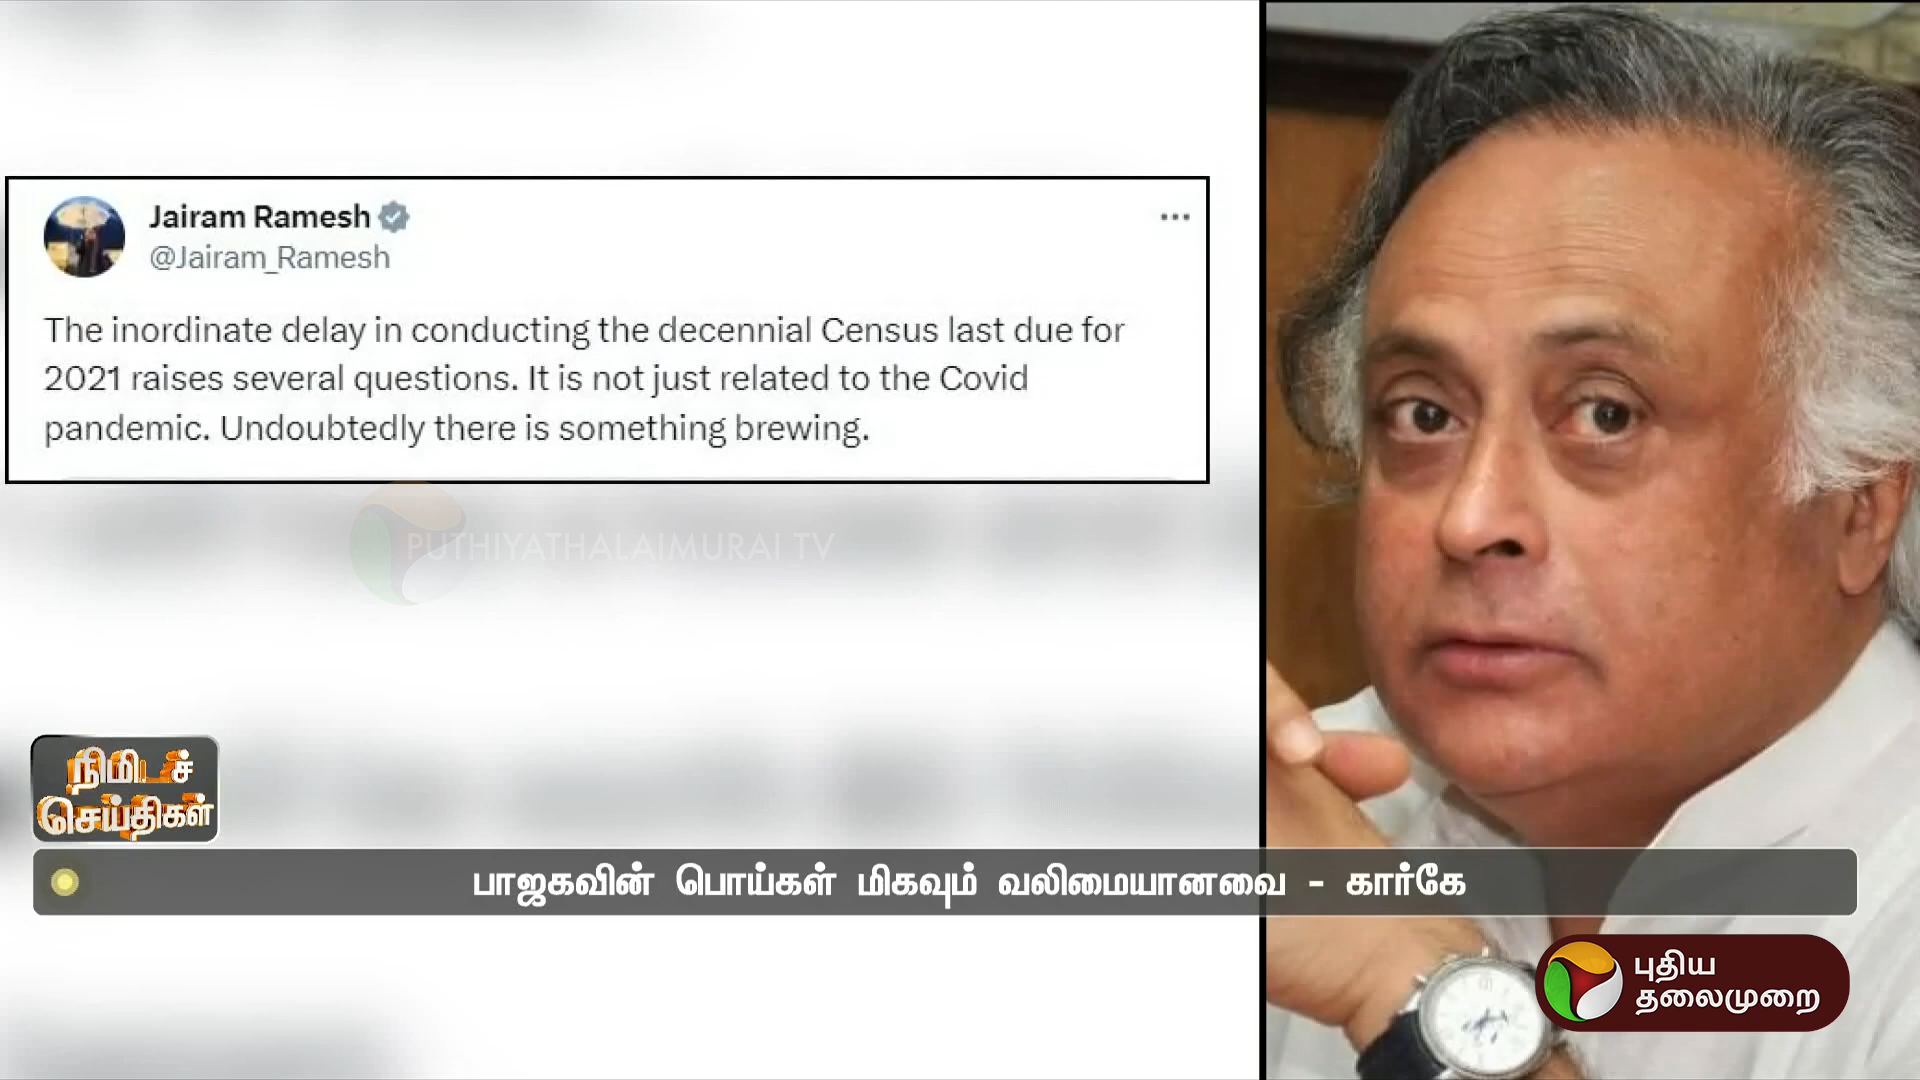 Jairam Ramesh
@Jairam_Ramesh
The inordinate delay in conducting the decennial Census last due for
2021 raises several questions. It is not just related to the Covid
pandemic. Undoubtedly there is something brewing.
PUTHIYATHALAIMURAI TV
நிமிடச்
செய்திகள்
பாஜகவின் பொய்கள் மிகவும் வலிமையானவை - கார்கே
புதிய
தலைமுறை